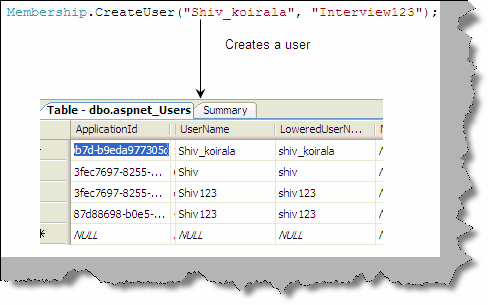 Membership.CreateUser("Shiv_koirala", "Interview123");
Creates a user
Table - dbo.aspnet_Users Summary
ApplicationId UserName LoweredUserN...
b7d-b9eda977305c Shiv_koirala shiv_koirala
3fec7697-8255-... Shiv shiv
3fec7697-8255-... Shiv123 shiv123
87d88698-b0e5-... Shiv123 shiv123
* NULL NULL NULL